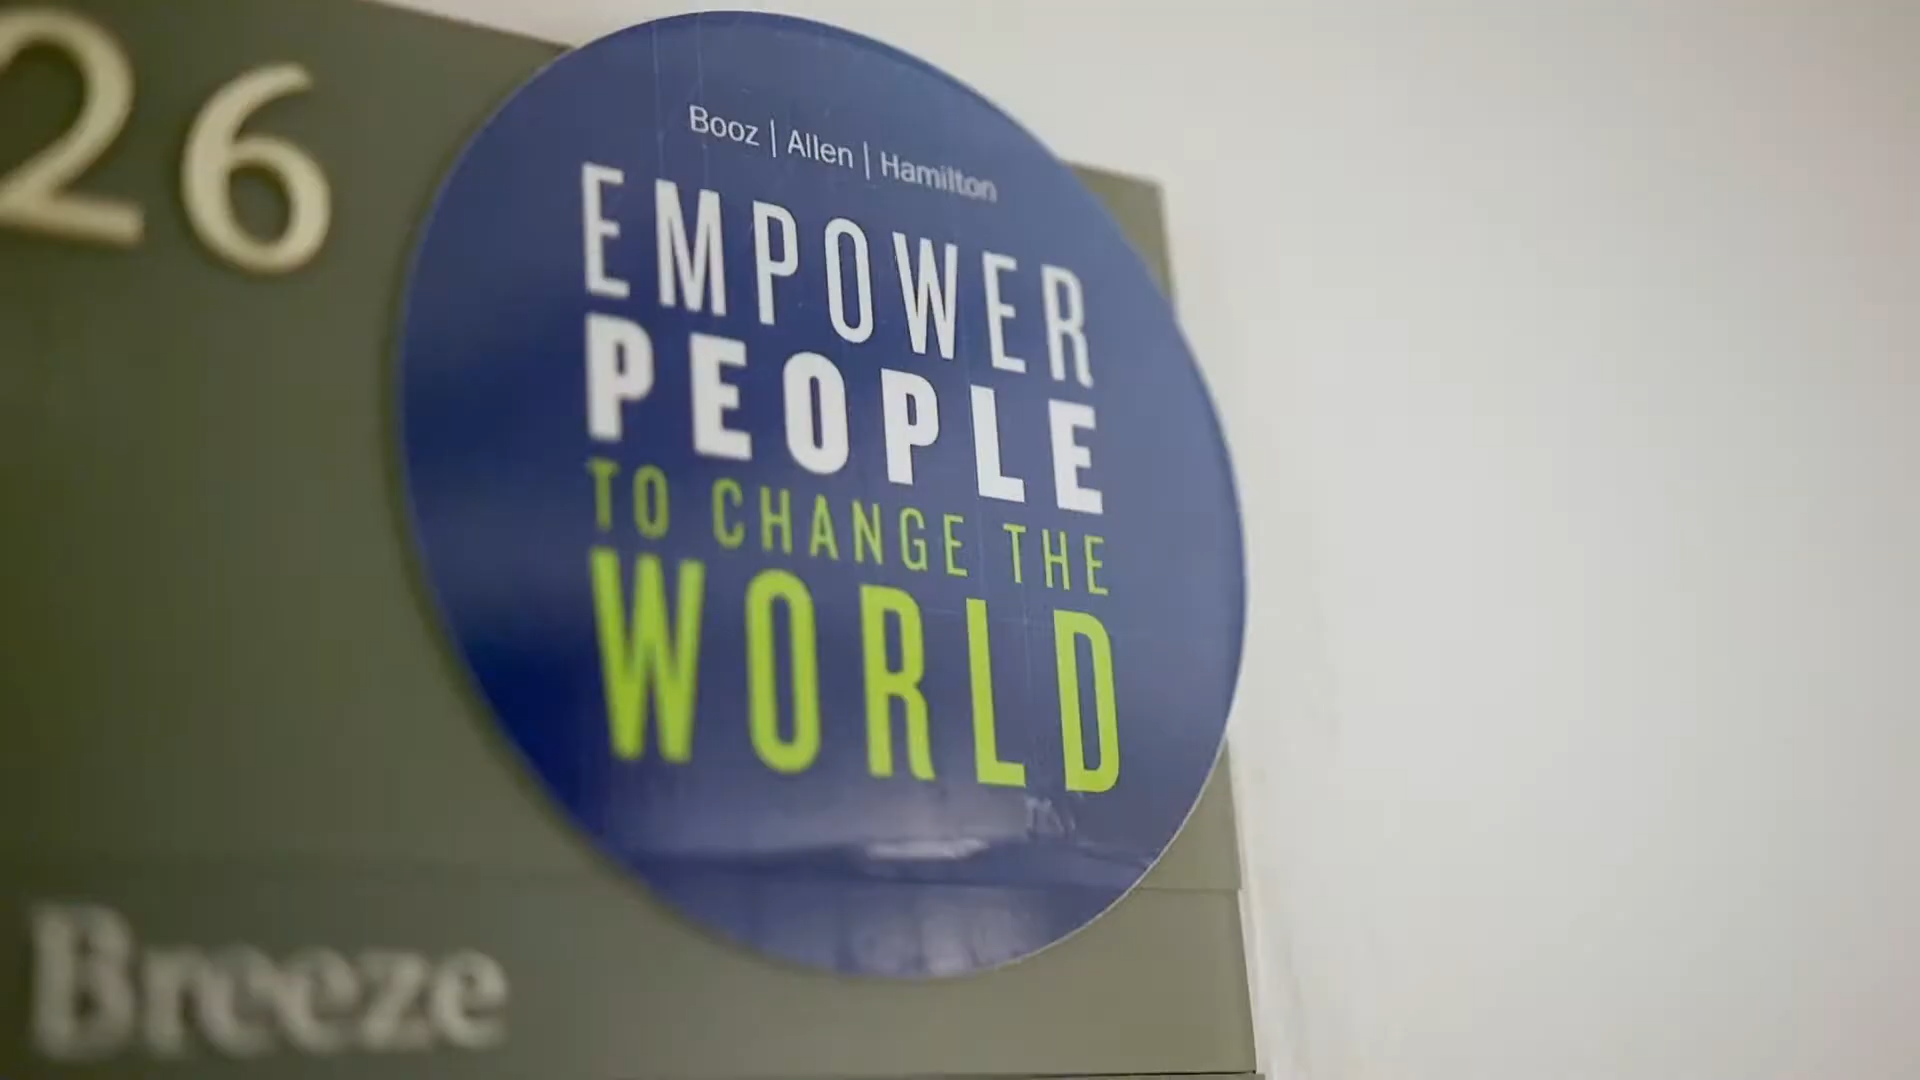 26
Booz | Allen | Hamilton
EMPOWER
PEOPLE
TO CHANGE THE
WORLD
Breeze